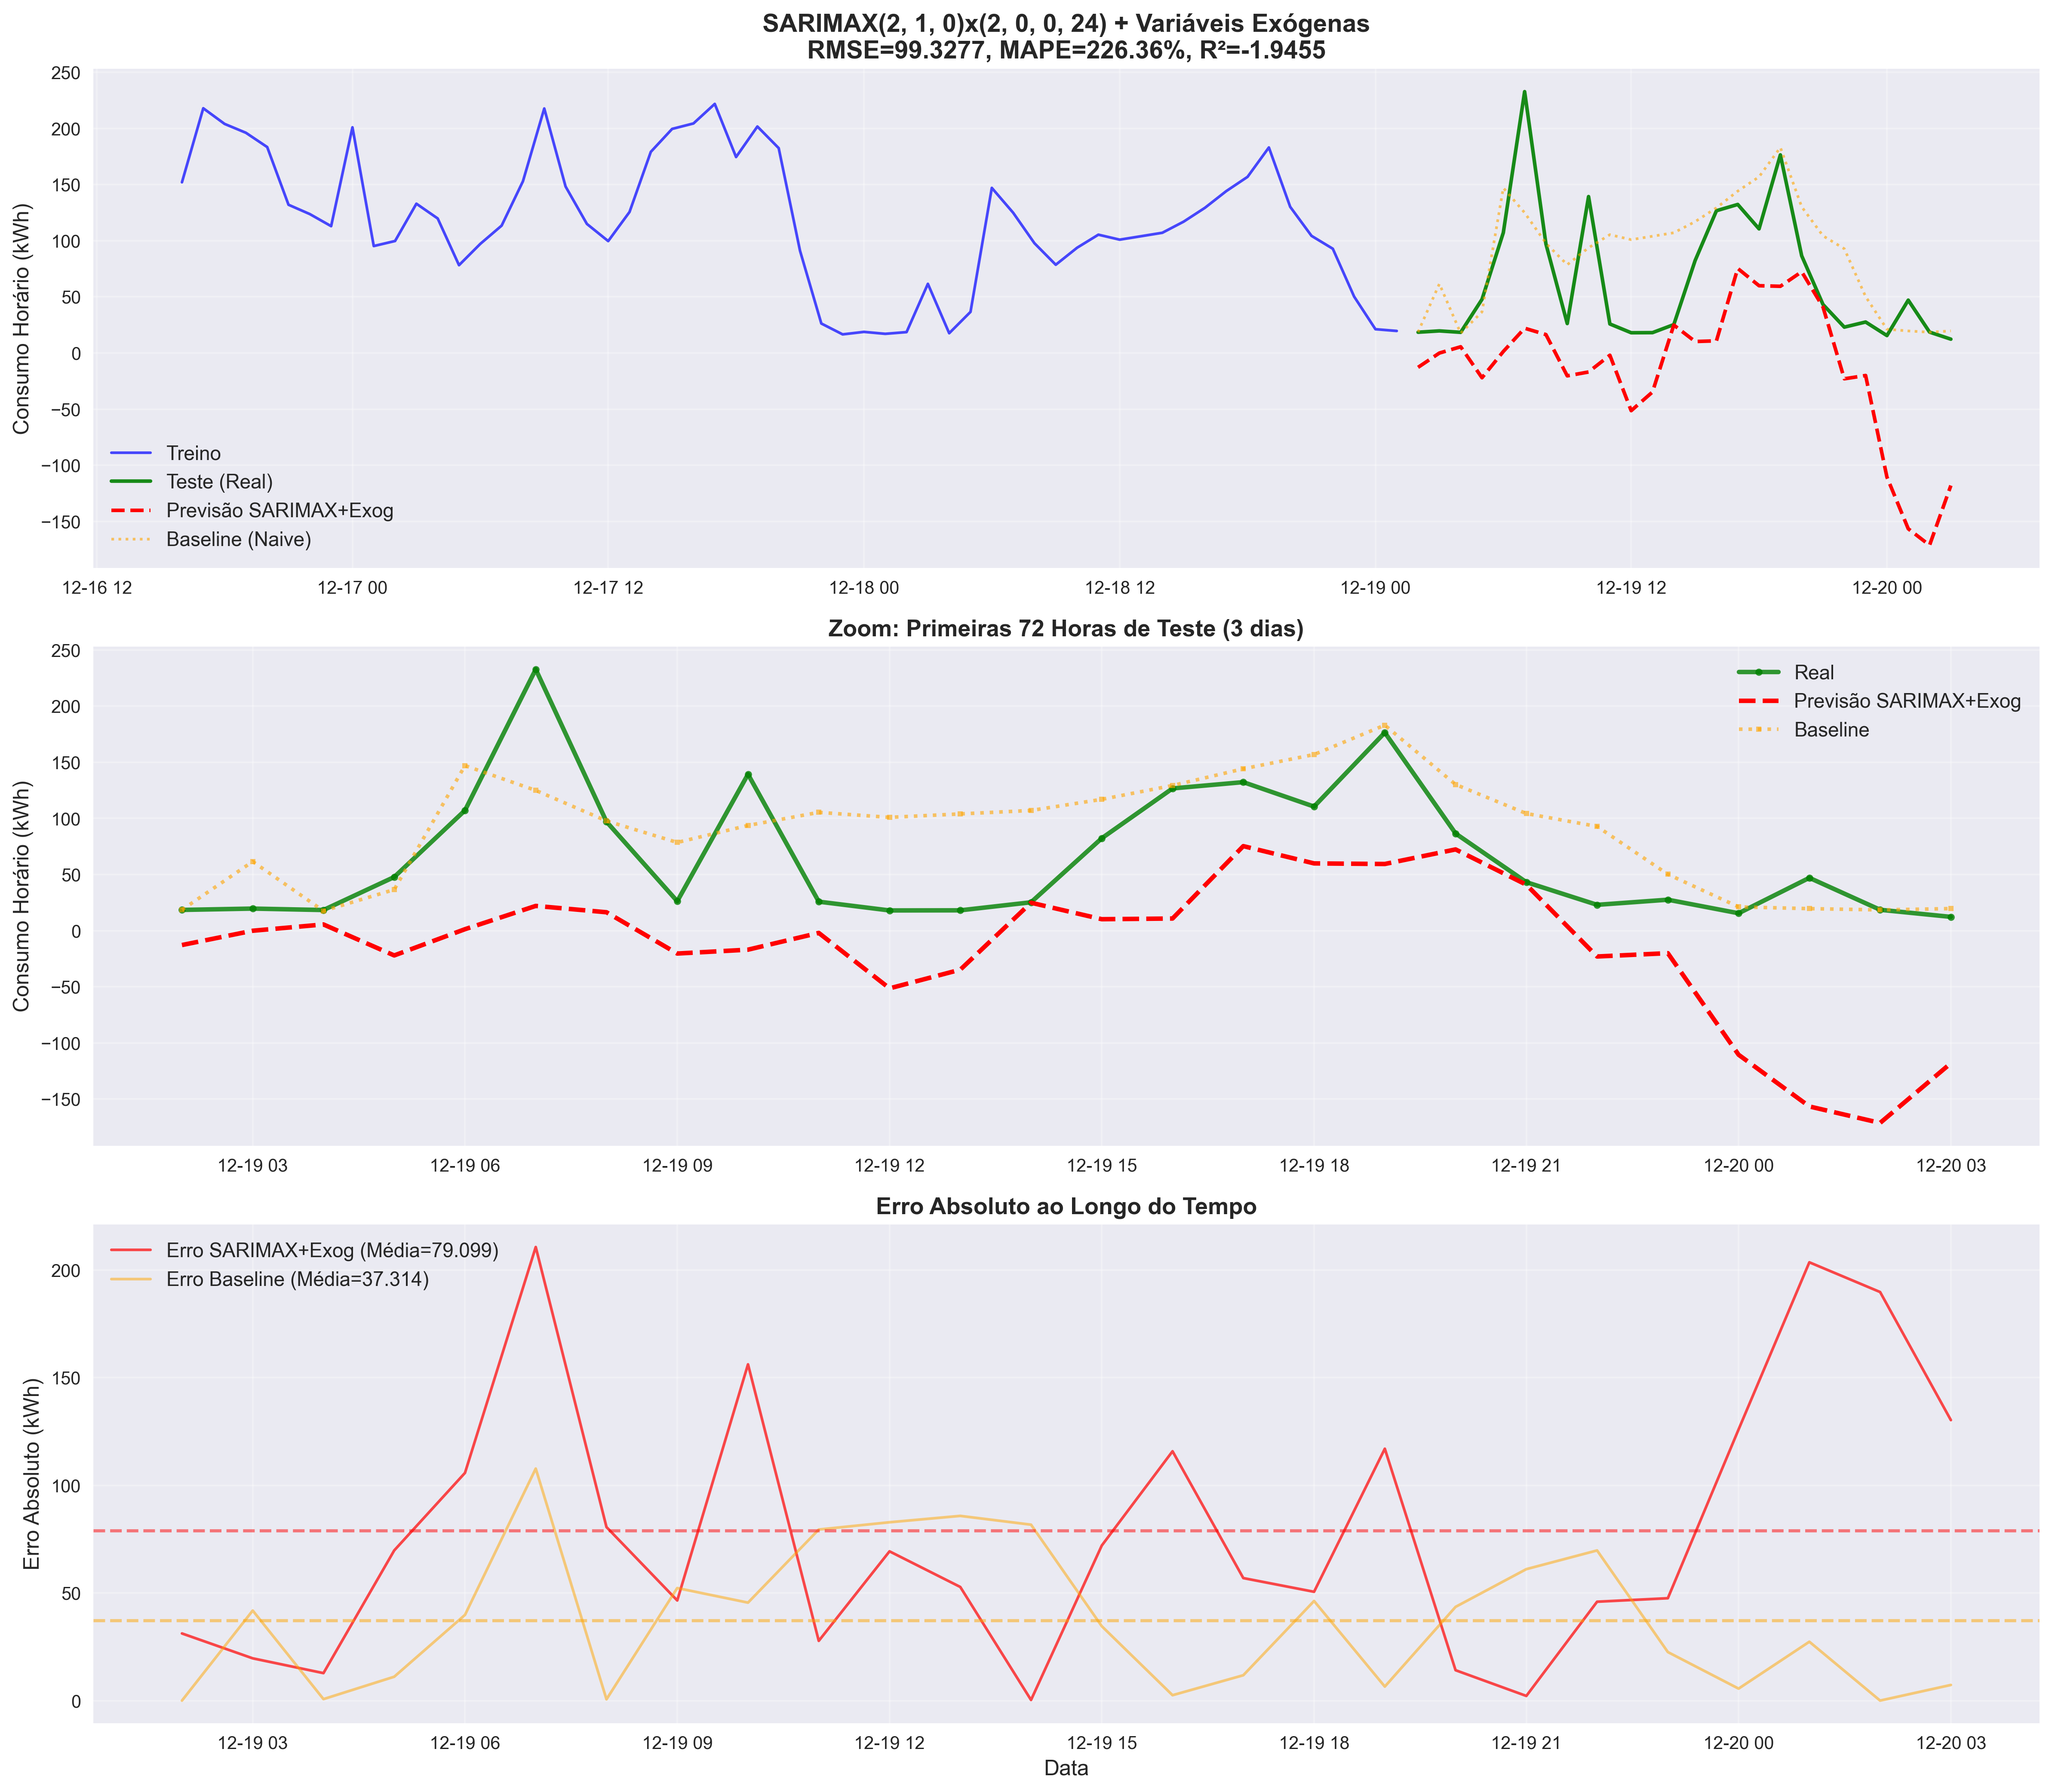 SARIMAX(2, 1, 0)x(2, 0, 0, 24) + Variáveis Exógenas
RMSE=99.3277, MAPE=226.36%, R²=-1.9455
Consumo Horário (kWh)
250
200
150
100
50
0
−50
−100
−150
Treino
Teste (Real)
Previsão SARIMAX+Exog
Baseline (Naive)
12-16 12
12-17 00
12-17 12
12-18 00
12-18 12
12-19 00
12-19 12
12-20 00
Zoom: Primeiras 72 Horas de Teste (3 dias)
Consumo Horário (kWh)
250
200
150
100
50
0
−50
−100
−150
Real
Previsão SARIMAX+Exog
Baseline
12-19 03
12-19 06
12-19 09
12-19 12
12-19 15
12-19 18
12-19 21
12-20 00
12-20 03
Erro Absoluto ao Longo do Tempo
Erro Absoluto (kWh)
200
150
100
50
0
Erro SARIMAX+Exog (Média=79.099)
Erro Baseline (Média=37.314)
12-19 03
12-19 06
12-19 09
12-19 12
12-19 15
12-19 18
12-19 21
12-20 00
12-20 03
Data